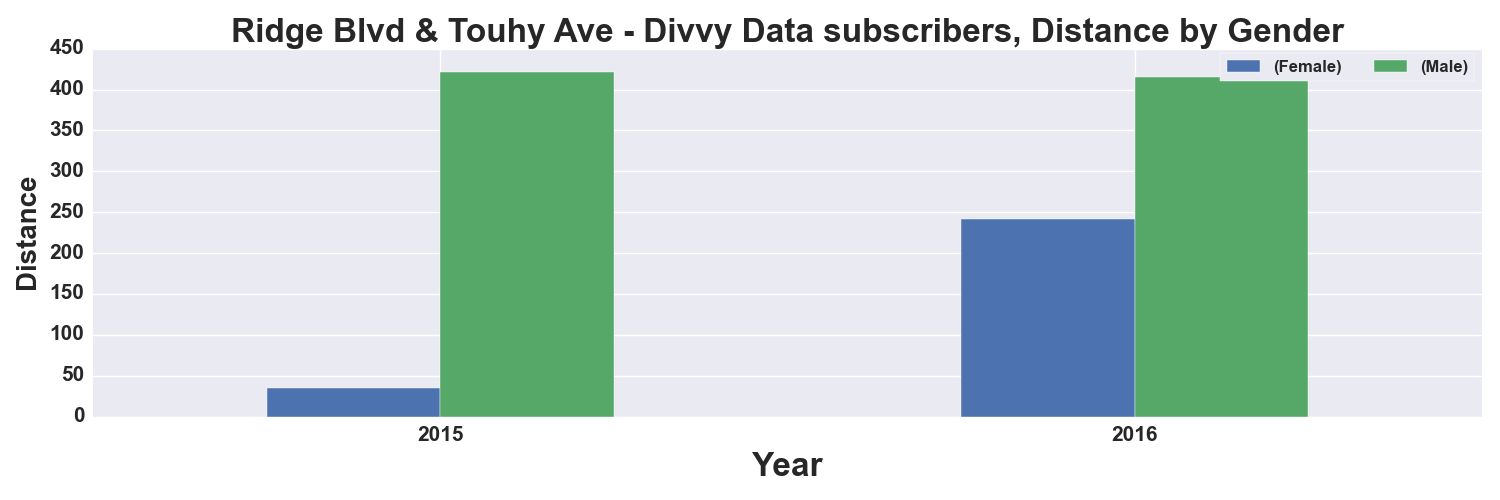 Ridge Blvd & Touhy Ave - Divvy Data subscribers, Distance by Gender
(Female) (Male)
Distance
450
400
350
300
250
200
150
100
50
0
2015 2016
Year